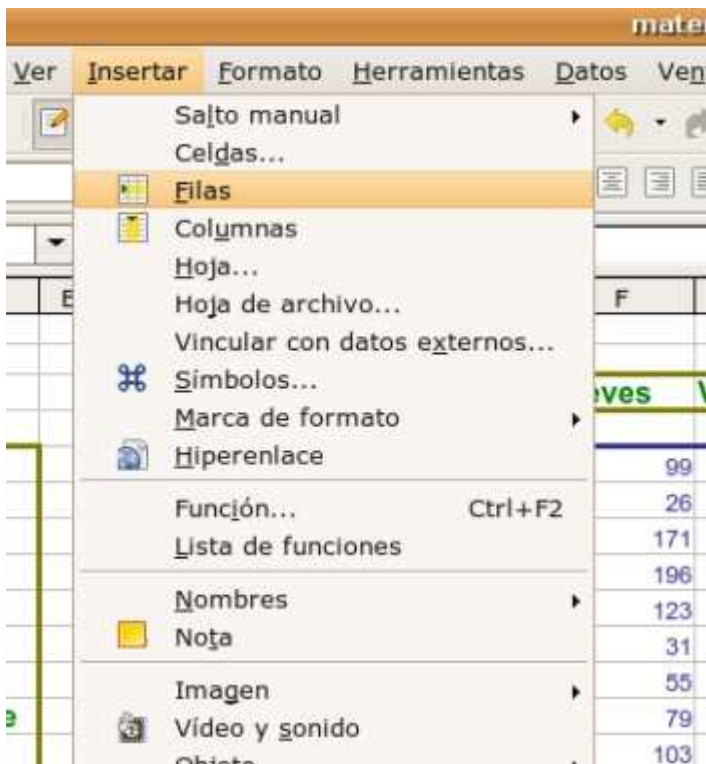 mate
Ver Insertar Formato Herramientas Datos Ven
Salto manual
Celdas...
Filas
Columnas
Hoja...
Hoja de archivo...
Vincular con datos externos...
Símbolos...
Marca de formato
Hiperenlace
Función... Ctrl+F2
Lista de funciones
Nombres
Nota
Imagen
Vídeo y sonido
Objeto
E F
eves V
99
26
171
196
123
31
55
e 79
103